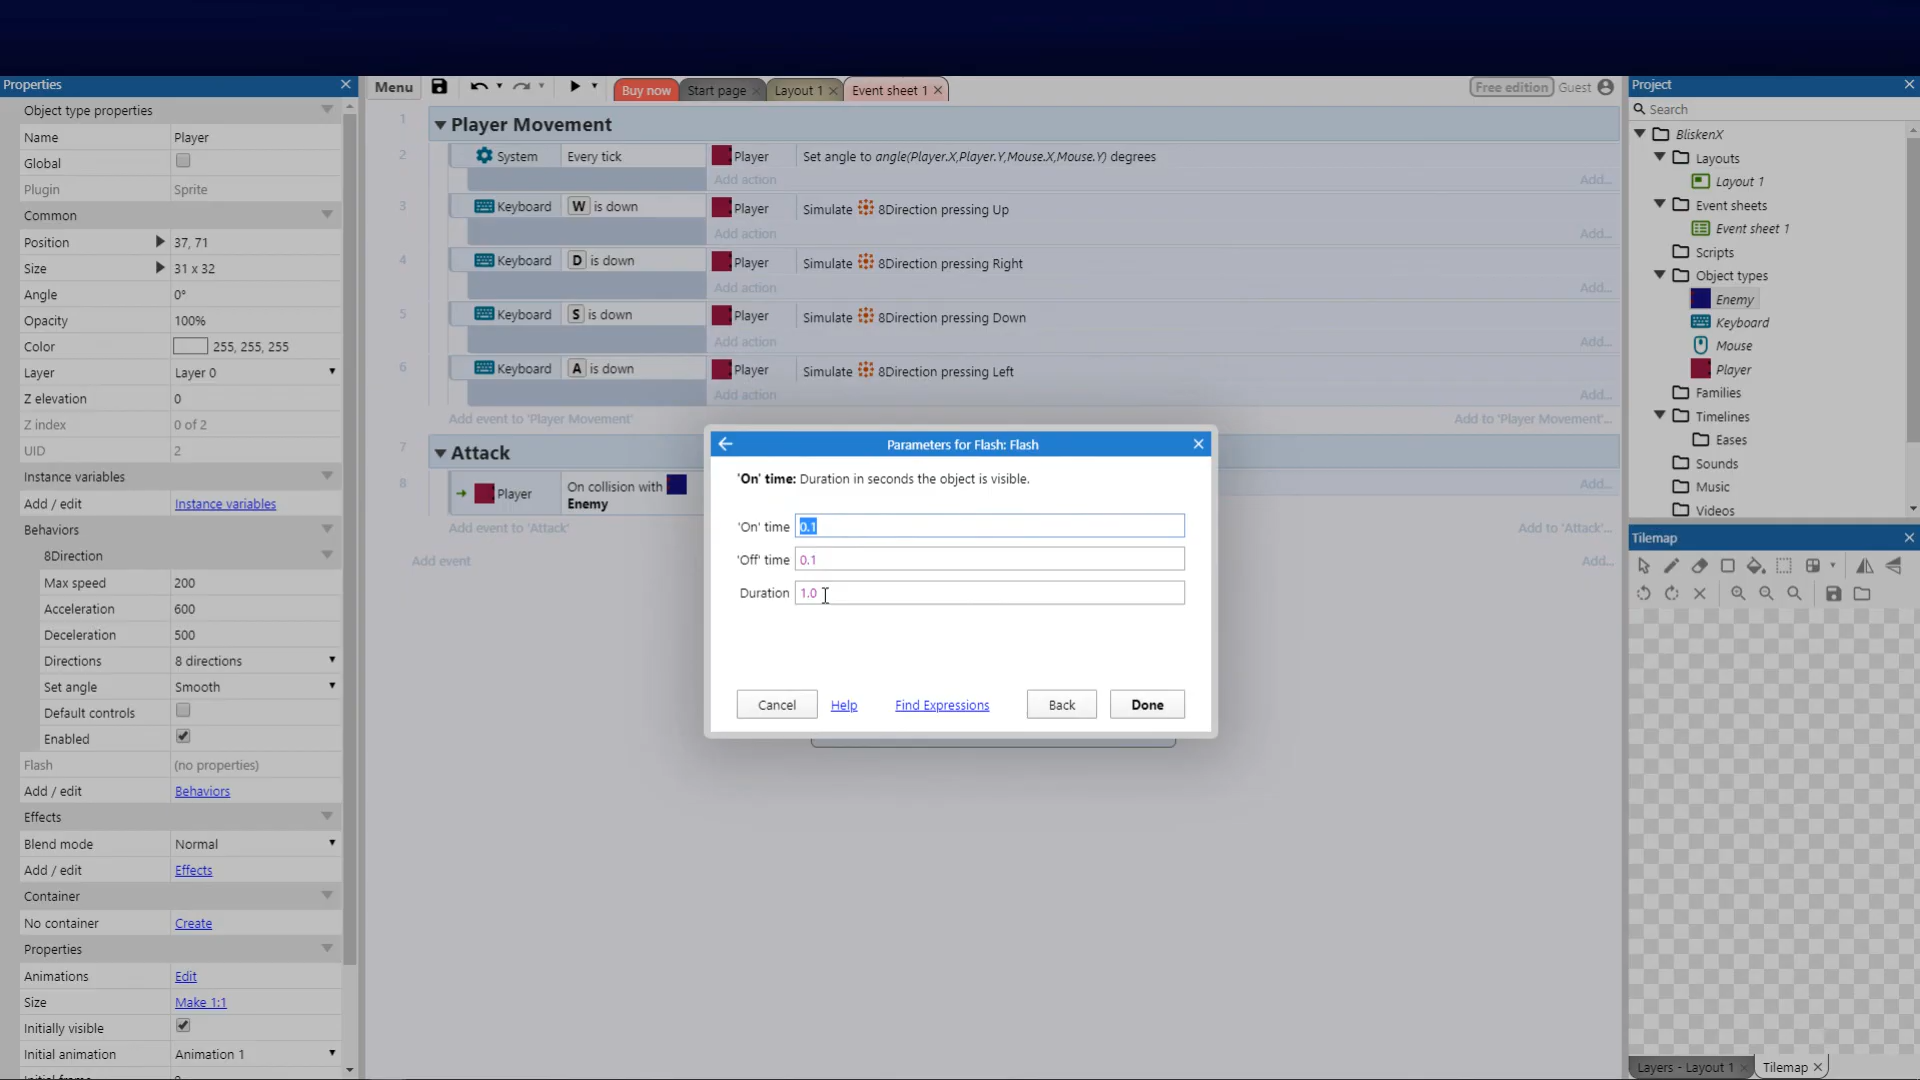 Properties
Object type properties
Name Player
Global
Plugin Sprite
Common
Position 37, 71
Size 31 x 32
Angle 0°
Opacity 100%
Color 255, 255, 255
Layer Layer 0
Z elevation 0
Z index 0 of 2
UID 2
Instance variables
Add / edit Instance variables
Behaviors
8Direction
Max speed 200
Acceleration 600
Deceleration 500
Directions 8 directions
Set angle Smooth
Default controls
Enabled
Flash (no properties)
Add / edit Behaviors
Effects
Blend mode Normal
Add / edit Effects
Container
No container Create
Properties
Animations Edit
Size Make 1:1
Initially visible
Initial animation Animation 1
Menu Buy now Start page Layout 1 Event sheet 1 Free edition Guest
1 Player Movement
2 System Every tick Player Set angle to angle(Player.X,Player.Y,Mouse.X,Mouse.Y) degrees
Add action Add...
3 Keyboard W is down Player Simulate 8Direction pressing Up
Add action Add...
4 Keyboard D is down Player Simulate 8Direction pressing Right
Add action Add...
5 Keyboard S is down Player Simulate 8Direction pressing Down
Add action Add...
6 Keyboard A is down Player Simulate 8Direction pressing Left
Add action Add...
Add event to 'Player Movement' Add to 'Player Movement'...
7 Attack
8 Player On collision with Enemy Add...
Add event to 'Attack' Add to 'Attack'...
Add event Add...
Parameters for Flash: Flash
'On' time: Duration in seconds the object is visible.
'On' time 0.1
'Off' time 0.1
Duration 1.0
Cancel Help Find Expressions Back Done
Project
Search
BliskenX
Layouts
Layout 1
Event sheets
Event sheet 1
Scripts
Object types
Enemy
Keyboard
Mouse
Player
Families
Timelines
Eases
Sounds
Music
Videos
Tilemap
Layers - Layout 1 Tilemap